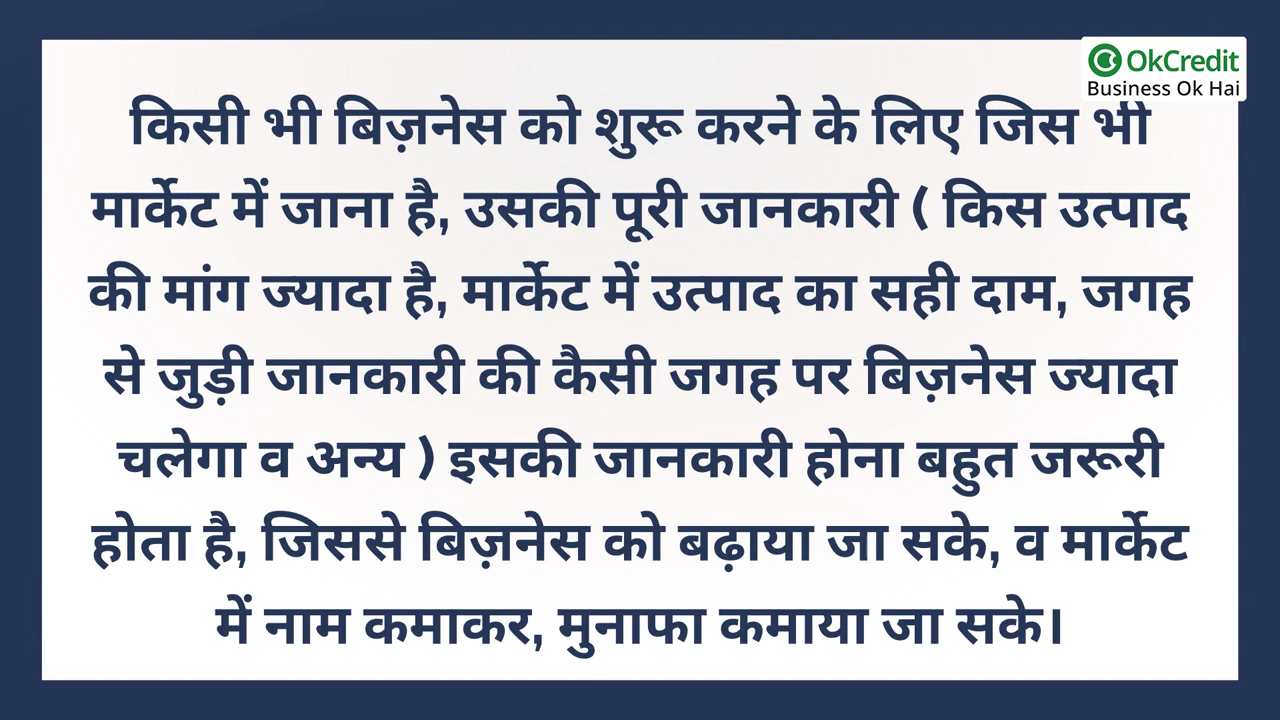 OkCredit
Business Ok Hai
किसी भी बिज़नेस को शुरू करने के लिए जिस भी
मार्केट में जाना है, उसकी पूरी जानकारी ( किस उत्पाद
की मांग ज्यादा है, मार्केट में उत्पाद का सही दाम, जगह
से जुड़ी जानकारी की कैसी जगह पर बिज़नेस ज्यादा
चलेगा व अन्य ) इसकी जानकारी होना बहुत जरूरी
होता है, जिससे बिज़नेस को बढ़ाया जा सके, व मार्केट
में नाम कमाकर, मुनाफा कमाया जा सके।